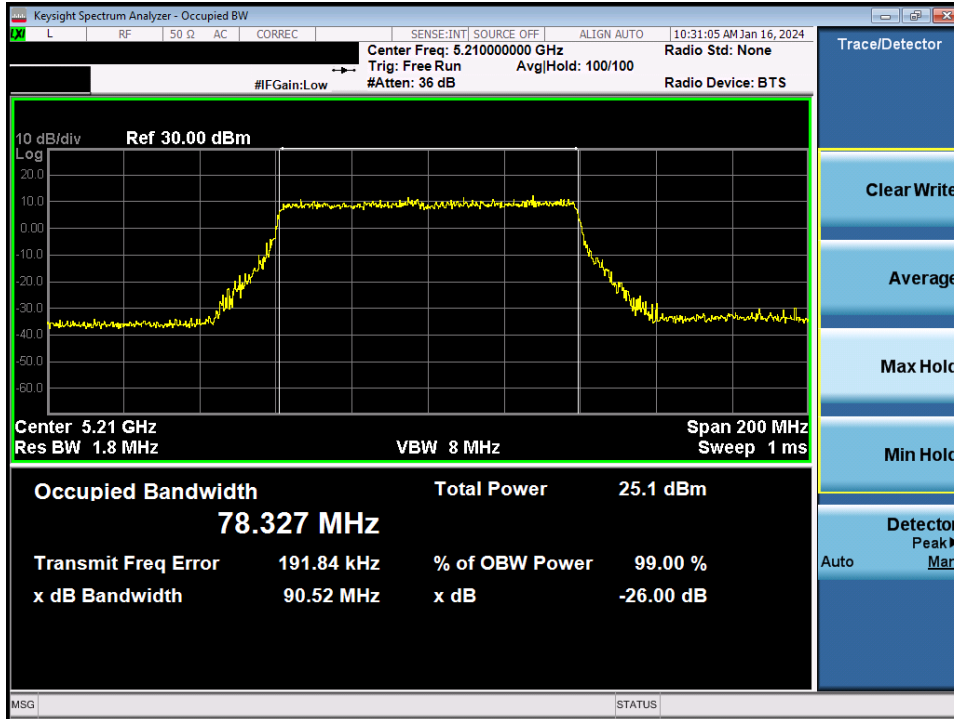 Keysight Spectrum Analyzer - Occupied BW
LXI L RF 50 Ω AC CORREC SENSE:INT SOURCE OFF ALIGN AUTO 10:31:05 AM Jan 16, 2024
Center Freq: 5.210000000 GHz Radio Std: None
Trig: Free Run Avg|Hold: 100/100
#IFGain:Low #Atten: 36 dB Radio Device: BTS
10 dB/div Ref 30.00 dBm
Log
20.0
10.0
0.00
-10.0
-20.0
-30.0
-40.0
-50.0
-60.0
Center 5.21 GHz Span 200 MHz
Res BW 1.8 MHz VBW 8 MHz Sweep 1 ms
Occupied Bandwidth Total Power 25.1 dBm
78.327 MHz
Transmit Freq Error 191.84 kHz % of OBW Power 99.00 %
x dB Bandwidth 90.52 MHz x dB -26.00 dB
MSG STATUS
Trace/Detector
Clear Write
Average
Max Hold
Min Hold
Detector
Peak
Auto Man